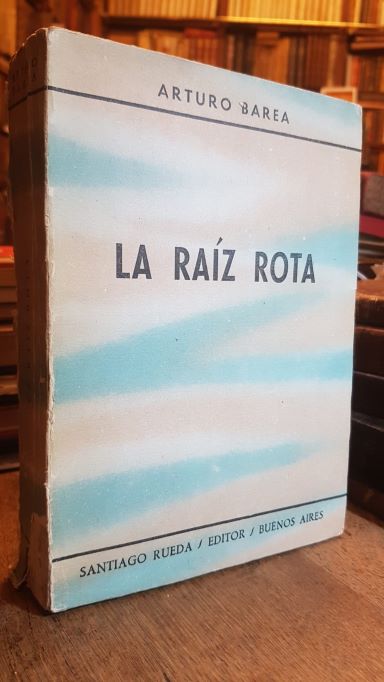 ARTURO BAREA
LA RAÍZ ROTA
SANTIAGO RUEDA / EDITOR / BUENOS AIRES